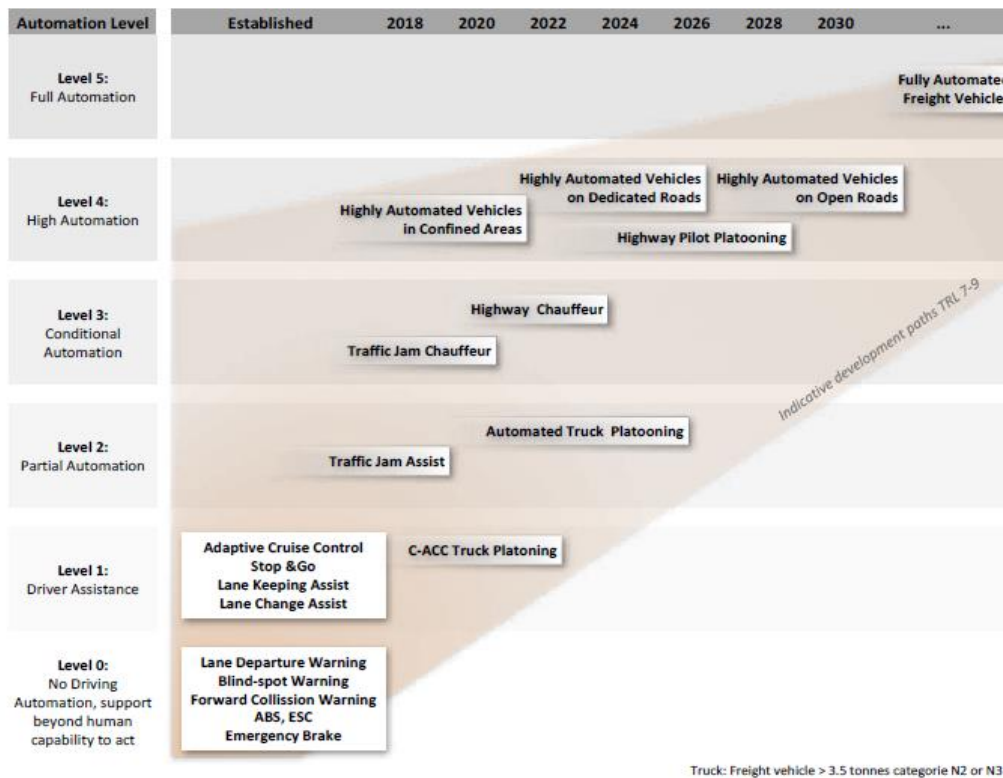 Automation Level Established 2018 2020 2022 2024 2026 2028 2030 ...
Level 5:
Full Automation
Fully Automated
Freight Vehicle
Level 4:
High Automation
Highly Automated Vehicles
in Confined Areas
Highly Automated Vehicles
on Dedicated Roads
Highly Automated Vehicles
on Open Roads
Highway Pilot Platooning
Level 3:
Conditional
Automation
Highway Chauffeur
Traffic Jam Chauffeur
Indicative development paths TRL 7-9
Level 2:
Partial Automation
Automated Truck Platooning
Traffic Jam Assist
Level 1:
Driver Assistance
Adaptive Cruise Control
Stop &Go
Lane Keeping Assist
Lane Change Assist
C-ACC Truck Platoning
Level 0:
No Driving
Automation, support
beyond human
capability to act
Lane Departure Warning
Blind-spot Warning
Forward Collission Warning
ABS, ESC
Emergency Brake
Truck: Freight vehicle > 3.5 tonnes categorie N2 or N3